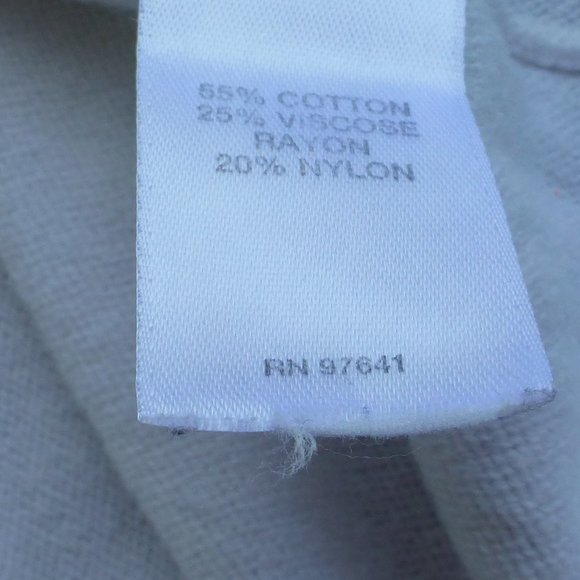 55% COTTON
25% VISCOSE
RAYON
20% NYLON
RN 97641